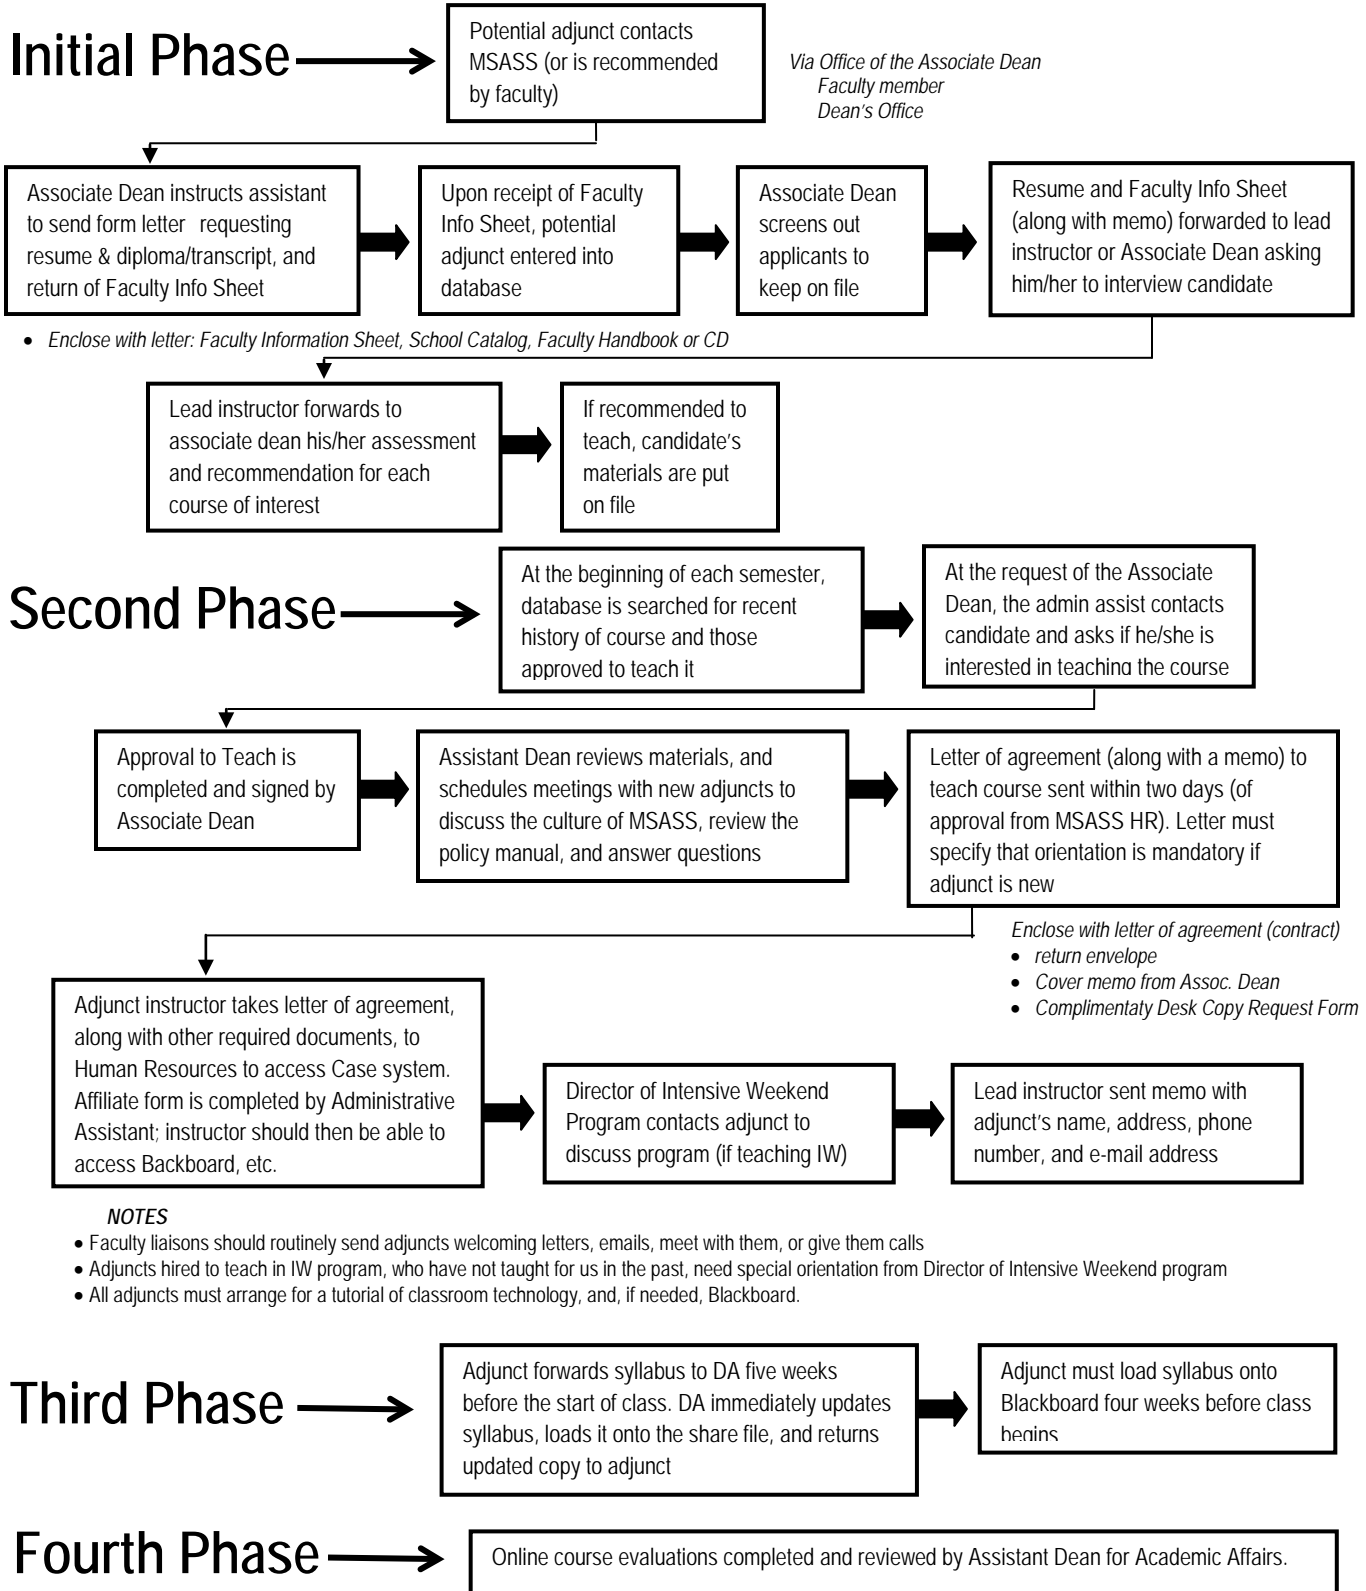 Initial Phase
Potential adjunct contacts
MSASS (or is recommended
by faculty)
Via Office of the Associate Dean
Faculty member
Dean's Office
Associate Dean instructs assistant
to send form letter requesting
resume & diploma/transcript, and
return of Faculty Info Sheet
Upon receipt of Faculty
Info Sheet, potential
adjunct entered into
database
Associate Dean
screens out
applicants to
keep on file
Resume and Faculty Info Sheet
(along with memo) forwarded to lead
instructor or Associate Dean asking
him/her to interview candidate
• Enclose with letter: Faculty Information Sheet, School Catalog, Faculty Handbook or CD
Lead instructor forwards to
associate dean his/her assessment
and recommendation for each
course of interest
If recommended to
teach, candidate's
materials are put
on file
Second Phase
At the beginning of each semester,
database is searched for recent
history of course and those
approved to teach it
At the request of the Associate
Dean, the admin assist contacts
candidate and asks if he/she is
interested in teaching the course
Approval to Teach is
completed and signed by
Associate Dean
Assistant Dean reviews materials, and
schedules meetings with new adjuncts to
discuss the culture of MSASS, review the
policy manual, and answer questions
Letter of agreement (along with a memo) to
teach course sent within two days (of
approval from MSASS HR). Letter must
specify that orientation is mandatory if
adjunct is new
Enclose with letter of agreement (contract)
• return envelope
• Cover memo from Assoc. Dean
• Complimentaty Desk Copy Request Form
Adjunct instructor takes letter of agreement,
along with other required documents, to
Human Resources to access Case system.
Affiliate form is completed by Administrative
Assistant; instructor should then be able to
access Backboard, etc.
Director of Intensive Weekend
Program contacts adjunct to
discuss program (if teaching IW)
Lead instructor sent memo with
adjunct's name, address, phone
number, and e-mail address
NOTES
• Faculty liaisons should routinely send adjuncts welcoming letters, emails, meet with them, or give them calls
• Adjuncts hired to teach in IW program, who have not taught for us in the past, need special orientation from Director of Intensive Weekend program
• All adjuncts must arrange for a tutorial of classroom technology, and, if needed, Blackboard.
Third Phase
Adjunct forwards syllabus to DA five weeks
before the start of class. DA immediately updates
syllabus, loads it onto the share file, and returns
updated copy to adjunct
Adjunct must load syllabus onto
Blackboard four weeks before class
begins
Fourth Phase
Online course evaluations completed and reviewed by Assistant Dean for Academic Affairs.